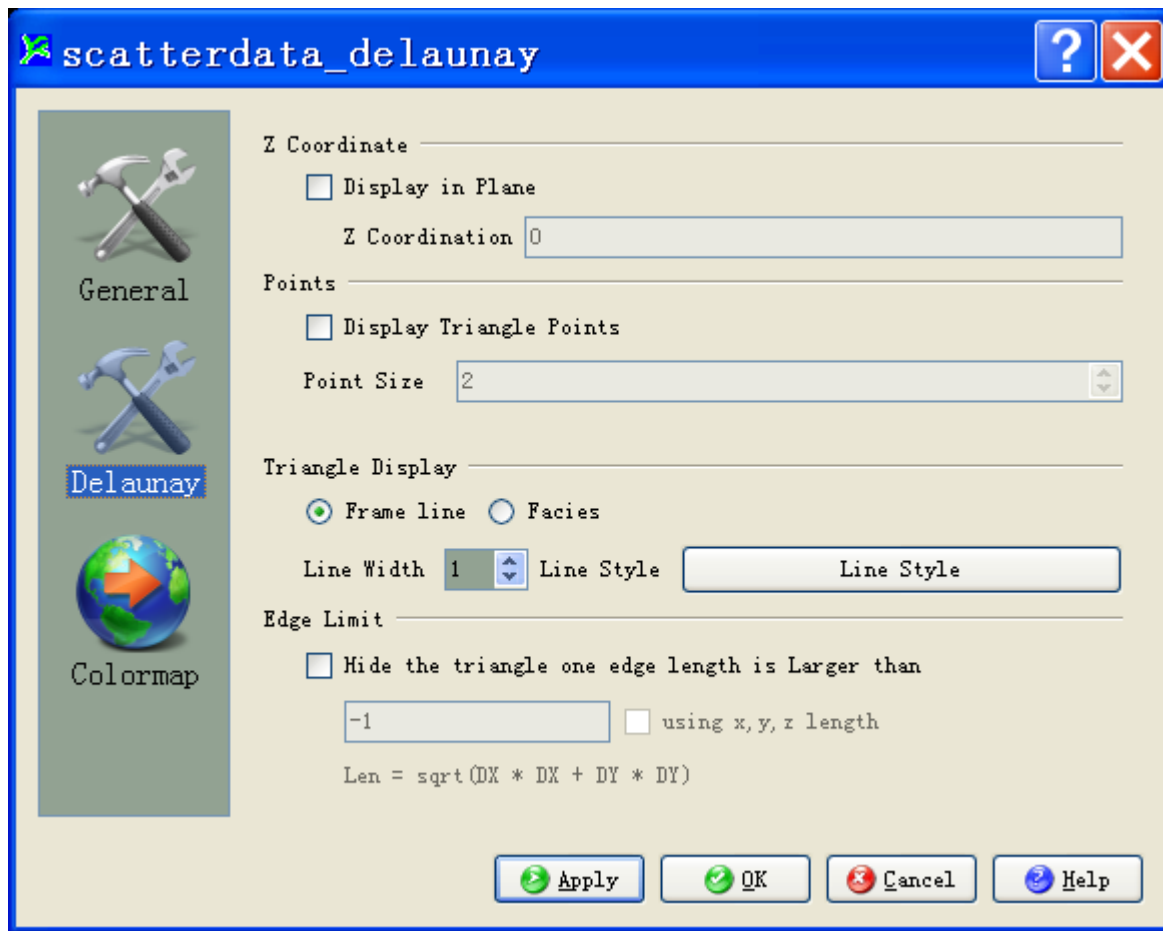 scatterdata_delaunay
General
Delaunay
Colormap
Z Coordinate
Display in Plane
Z Coordination 0
Points
Display Triangle Points
Point Size 2
Triangle Display
Frame line Facies
Line Width 1 Line Style Line Style
Edge Limit
Hide the triangle one edge length is Larger than
-1 using x,y,z length
Len = sqrt(DX * DX + DY * DY)
Apply OK Cancel Help